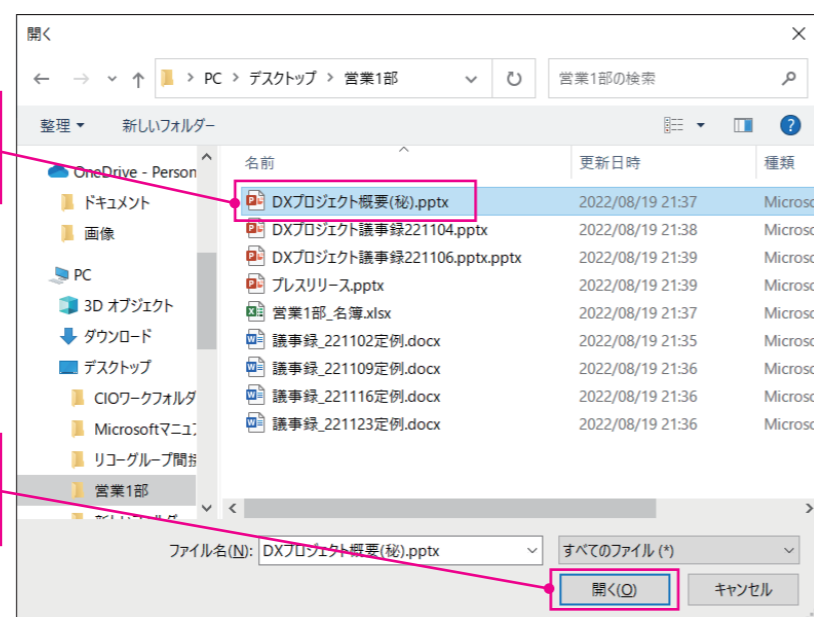 開く
PC > デスクトップ > 営業1部
営業1部の検索
整理 新しいフォルダー
名前 更新日時 種類
OneDrive - Person
ドキュメント
画像
PC
3D オブジェクト
ダウンロード
デスクトップ
CIOワークフォルダ
Microsoftマニュ
リコーグループ間接
営業1部
DXプロジェクト概要(秘).pptx 2022/08/19 21:37 Microsc
DXプロジェクト議事録221104.pptx 2022/08/19 21:38 Microsc
DXプロジェクト議事録221106.pptx.pptx 2022/08/19 21:39 Microsc
プレスリリース.pptx 2022/08/19 21:39 Microsc
営業1部_名簿.xlsx 2022/08/19 21:37 Microsc
議事録_221102定例.docx 2022/08/19 21:35 Microsc
議事録_221109定例.docx 2022/08/19 21:36 Microsc
議事録_221116定例.docx 2022/08/19 21:36 Microsc
議事録_221123定例.docx 2022/08/19 21:36 Microsc
ファイル名(N): DXプロジェクト概要(秘).pptx すべてのファイル (*)
開く(O) キャンセル